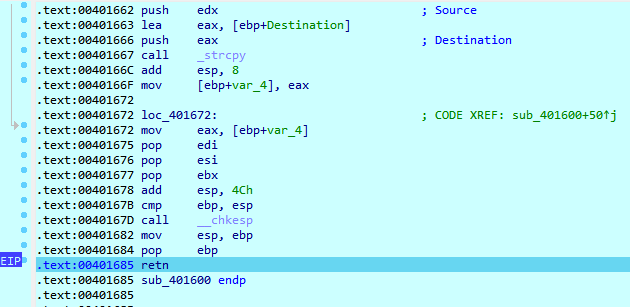 .text:00401662 push    edx             ; Source
.text:00401663 lea     eax, [ebp+Destination]
.text:00401666 push    eax             ; Destination
.text:00401667 call    _strcpy
.text:0040166C add     esp, 8
.text:0040166F mov     [ebp+var_4], eax
.text:00401672
.text:00401672 loc_401672:             ; CODE XREF: sub_401600+50↑j
.text:00401672 mov     eax, [ebp+var_4]
.text:00401675 pop     edi
.text:00401676 pop     esi
.text:00401677 pop     ebx
.text:00401678 add     esp, 4Ch
.text:0040167B cmp     ebp, esp
.text:0040167D call    __chkesp
.text:00401682 mov     esp, ebp
.text:00401684 pop     ebp
EIP .text:00401685 retn
.text:00401685 sub_401600 endp
.text:00401685